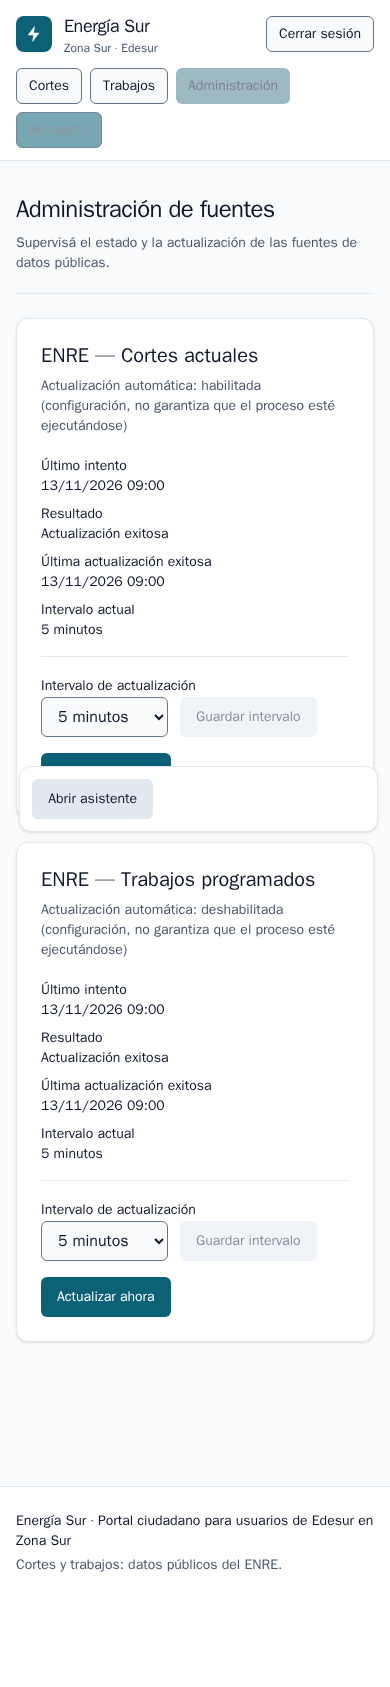 Energía Sur
Zona Sur · Edesur
Cerrar sesión
Cortes
Trabajos
Administración
Mi cuenta
Administración de fuentes
Supervisá el estado y la actualización de las fuentes de
datos públicas.
ENRE — Cortes actuales
Actualización automática: habilitada
(configuración, no garantiza que el proceso esté
ejecutándose)
Último intento
13/11/2026 09:00
Resultado
Actualización exitosa
Última actualización exitosa
13/11/2026 09:00
Intervalo actual
5 minutos
Intervalo de actualización
5 minutos
Guardar intervalo
Abrir asistente
ENRE — Trabajos programados
Actualización automática: deshabilitada
(configuración, no garantiza que el proceso esté
ejecutándose)
Último intento
13/11/2026 09:00
Resultado
Actualización exitosa
Última actualización exitosa
13/11/2026 09:00
Intervalo actual
5 minutos
Intervalo de actualización
5 minutos
Guardar intervalo
Actualizar ahora
Energía Sur · Portal ciudadano para usuarios de Edesur en
Zona Sur
Cortes y trabajos: datos públicos del ENRE.